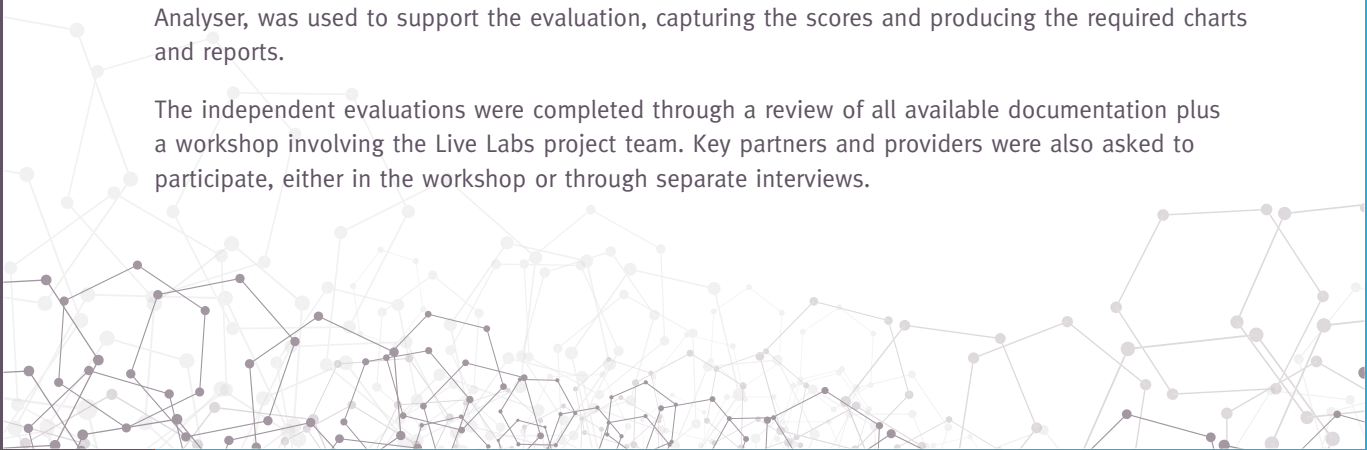 Analyser, was used to support the evaluation, capturing the scores and producing the required charts
and reports.
The independent evaluations were completed through a review of all available documentation plus
a workshop involving the Live Labs project team. Key partners and providers were also asked to
participate, either in the workshop or through separate interviews.